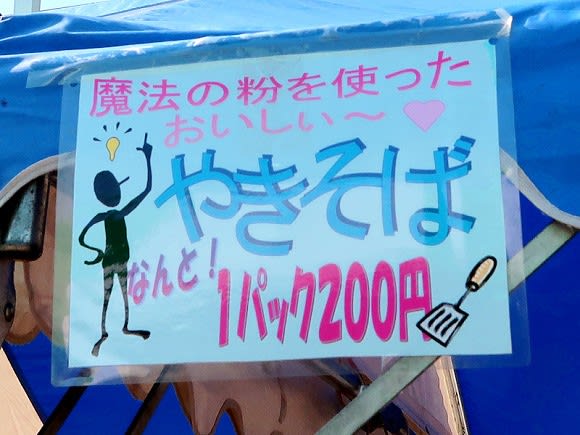 魔法の粉を使った
おいしぃ～
やきそば
なんと！
1パック200円